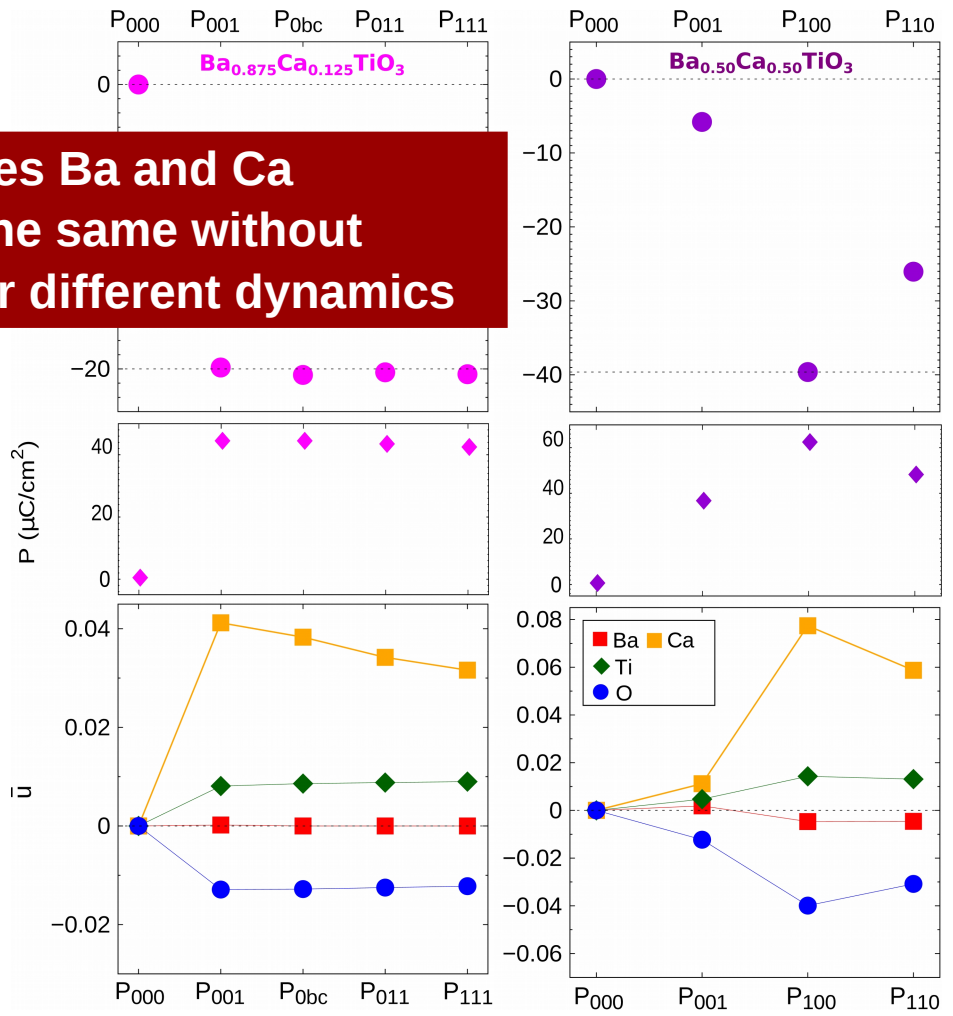 P000 P001 P0bc P011 P111
P000 P001 P100 P110
Ba0.875Ca0.125TiO3
Ba0.50Ca0.50TiO3
0
−20
0
−10
−20
−30
−40
es Ba and Ca
he same without
r different dynamics
P (μC/cm2)
40
20
0
60
40
20
0
ū
0.04
0.02
0
−0.02
0.08
0.06
0.04
0.02
0
−0.02
−0.04
−0.06
Ba Ca
Ti
O
P000 P001 P0bc P011 P111
P000 P001 P100 P110